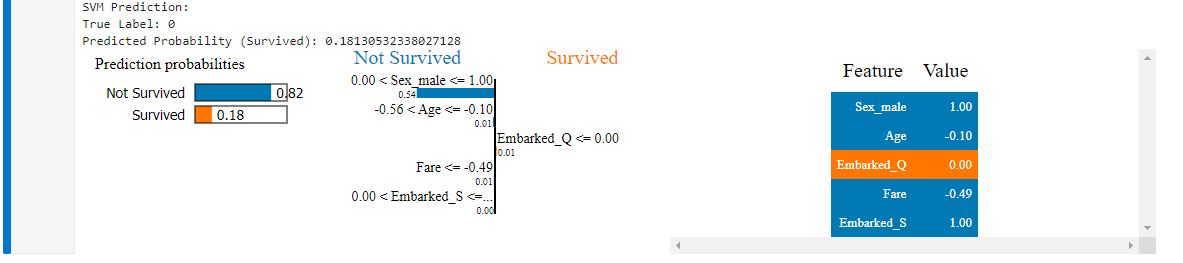 SVM Prediction:
True Label: 0
Predicted Probability (Survived): 0.18130532338027128
Prediction probabilities
Not Survived 0.82
Survived 0.18
Not Survived Survived
0.00 < Sex_male <= 1.00
0.54
-0.56 < Age <= -0.10
0.01
Embarked_Q <= 0.00
0.01
Fare <= -0.49
0.01
0.00 < Embarked_S <=...
0.00
Feature Value
Sex_male 1.00
Age -0.10
Embarked_Q 0.00
Fare -0.49
Embarked_S 1.00